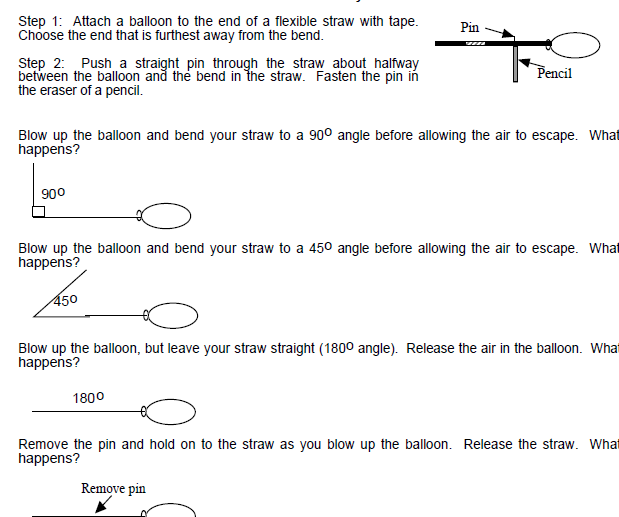 Step 1: Attach a balloon to the end of a flexible straw with tape.
Choose the end that is furthest away from the bend.
Pin
Step 2: Push a straight pin through the straw about halfway
between the balloon and the bend in the straw. Fasten the pin in
the eraser of a pencil.
Pencil
Blow up the balloon and bend your straw to a 90º angle before allowing the air to escape. What
happens?
90º
Blow up the balloon and bend your straw to a 45º angle before allowing the air to escape. What
happens?
45º
Blow up the balloon, but leave your straw straight (180º angle). Release the air in the balloon. What
happens?
180º
Remove the pin and hold on to the straw as you blow up the balloon. Release the straw. What
happens?
Remove pin